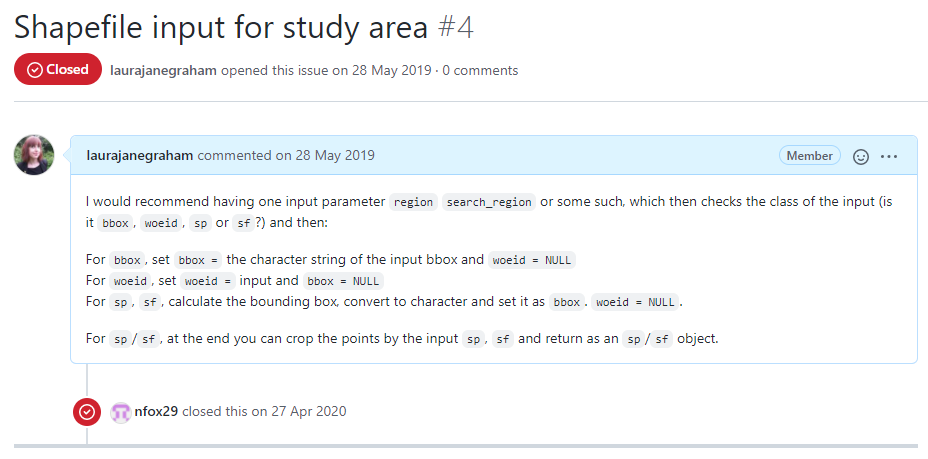 Shapefile input for study area #4
Closed laurajanegraham opened this issue on 28 May 2019 · 0 comments
laurajanegraham commented on 28 May 2019 Member
I would recommend having one input parameter region search_region or some such, which then checks the class of the input (is
it bbox, woeid, sp or sf?) and then:
For bbox, set bbox = the character string of the input bbox and woeid = NULL
For woeid, set woeid = input and bbox = NULL
For sp, sf, calculate the bounding box, convert to character and set it as bbox. woeid = NULL.
For sp/sf, at the end you can crop the points by the input sp, sf and return as an sp/sf object.
nfox29 closed this on 27 Apr 2020